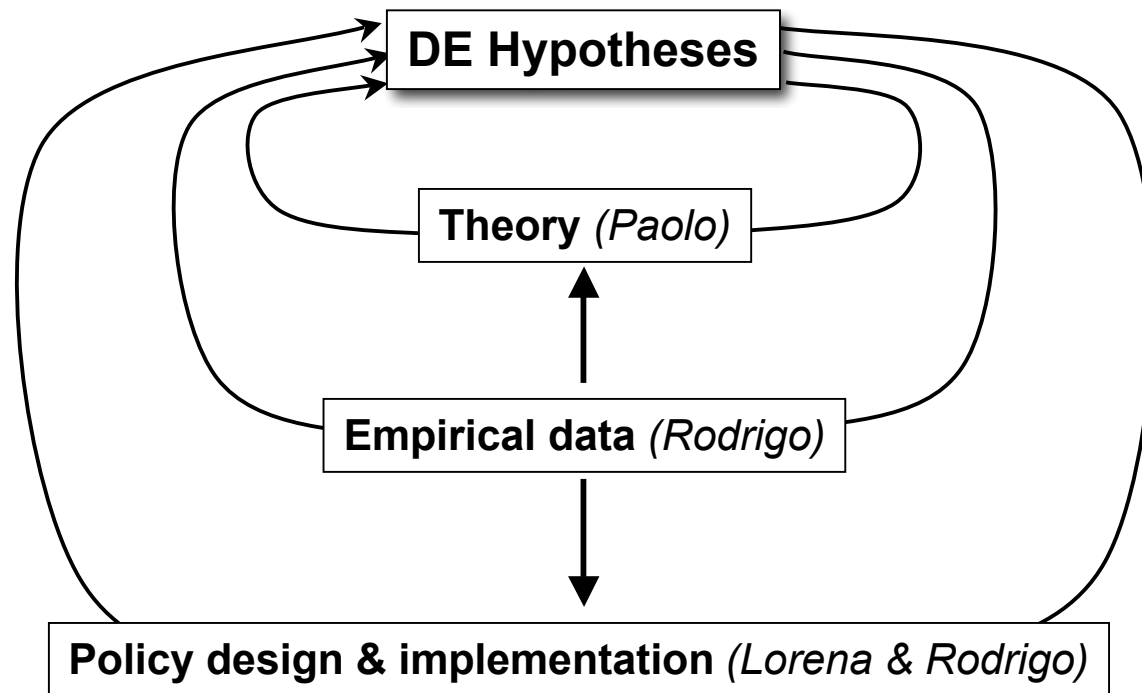 DE Hypotheses
Theory (Paolo)
Empirical data (Rodrigo)
Policy design & implementation (Lorena & Rodrigo)